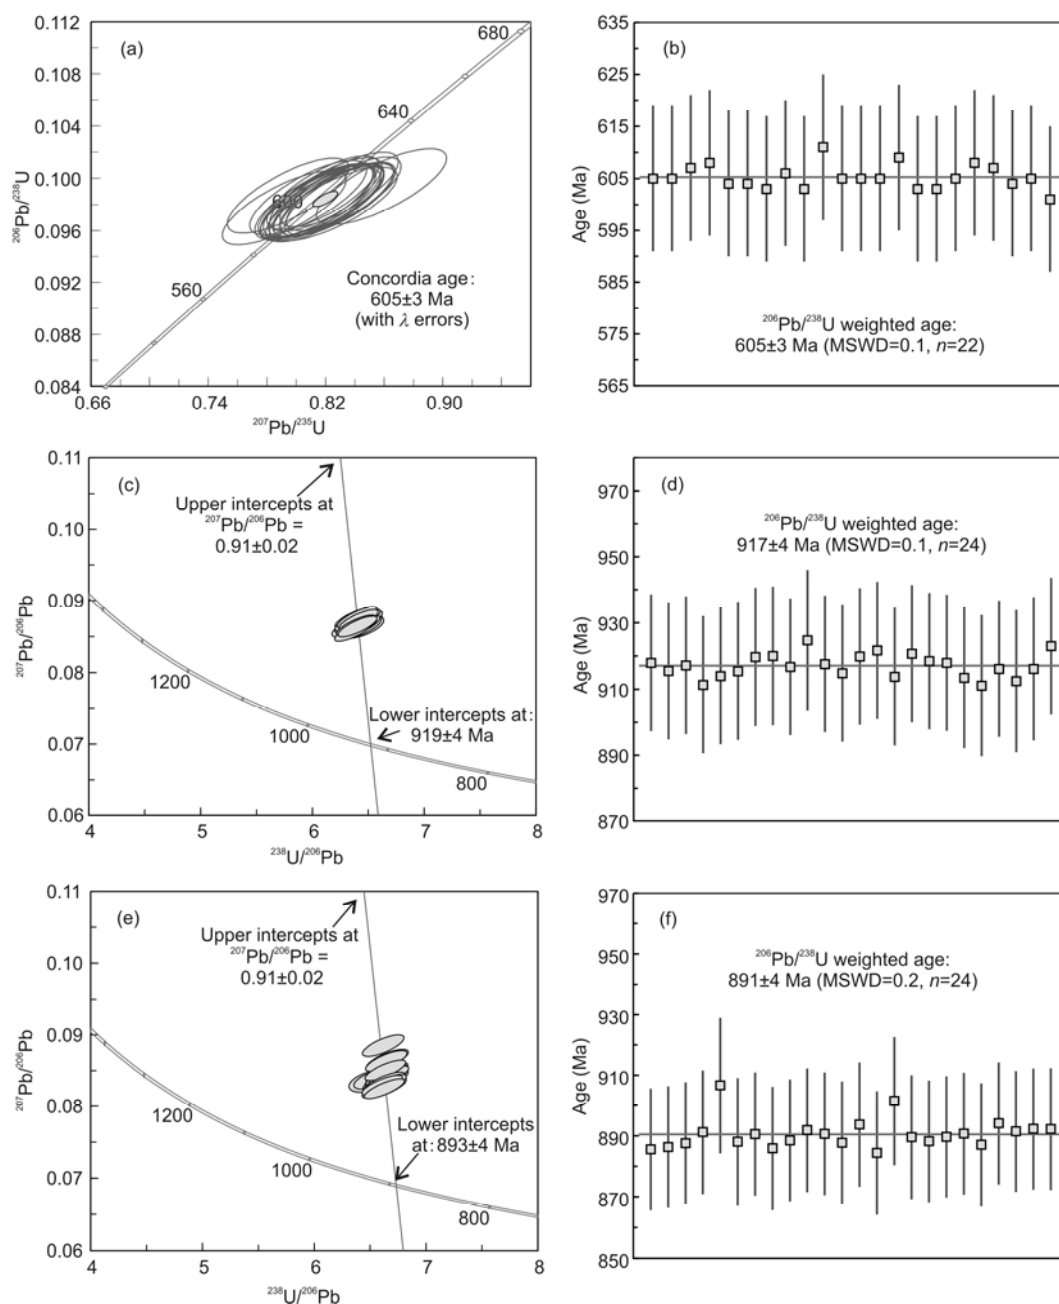 (a)
0.112
0.108
0.104
0.100
0.096
0.092
0.088
0.084
²⁰⁶Pb/²³⁸U
680
640
600
560
Concordia age:
605±3 Ma
(with λ errors)
0.66
0.74
0.82
0.90
²⁰⁷Pb/²³⁵U
(b)
635
625
615
605
595
585
575
565
Age (Ma)
²⁰⁶Pb/²³⁸U weighted age:
605±3 Ma (MSWD=0.1, n=22)
(c)
0.11
0.10
0.09
0.08
0.07
0.06
²⁰⁷Pb/²⁰⁶Pb
Upper intercepts at
²⁰⁷Pb/²⁰⁶Pb =
0.91±0.02
1200
1000
800
Lower intercepts at:
919±4 Ma
4
5
6
7
8
²³⁸U/²⁰⁶Pb
(d)
970
950
930
910
890
870
Age (Ma)
²⁰⁶Pb/²³⁸U weighted age:
917±4 Ma (MSWD=0.1, n=24)
(e)
0.11
0.10
0.09
0.08
0.07
0.06
²⁰⁷Pb/²⁰⁶Pb
Upper intercepts at
²⁰⁷Pb/²⁰⁶Pb =
0.91±0.02
1200
1000
800
Lower intercepts
at: 893±4 Ma
4
5
6
7
8
²³⁸U/²⁰⁶Pb
(f)
970
950
930
910
890
870
850
Age (Ma)
²⁰⁶Pb/²³⁸U weighted age:
891±4 Ma (MSWD=0.2, n=24)